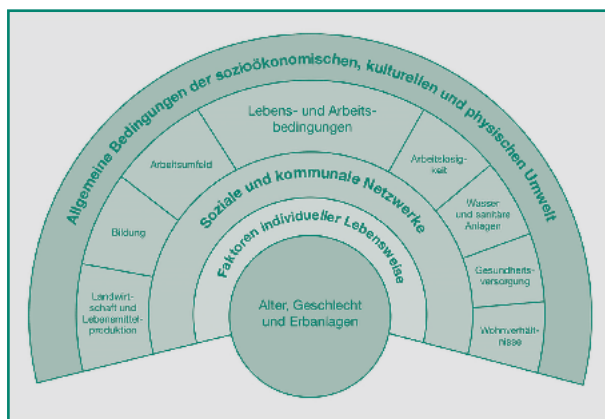 Allgemeine Bedingungen der sozioökonomischen, kulturellen und physischen Umwelt
Lebens- und Arbeits-
bedingungen
Arbeitsumfeld
Arbeitslosig-
keit
Bildung
Wasser
und sanitäre
Anlagen
Landwirt-
schaft und
Lebensmittel-
produktion
Gesundheits-
versorgung
Wohnverhält-
nisse
Soziale und kommunale Netzwerke
Faktoren individueller Lebensweise
Alter, Geschlecht
und Erbanlagen